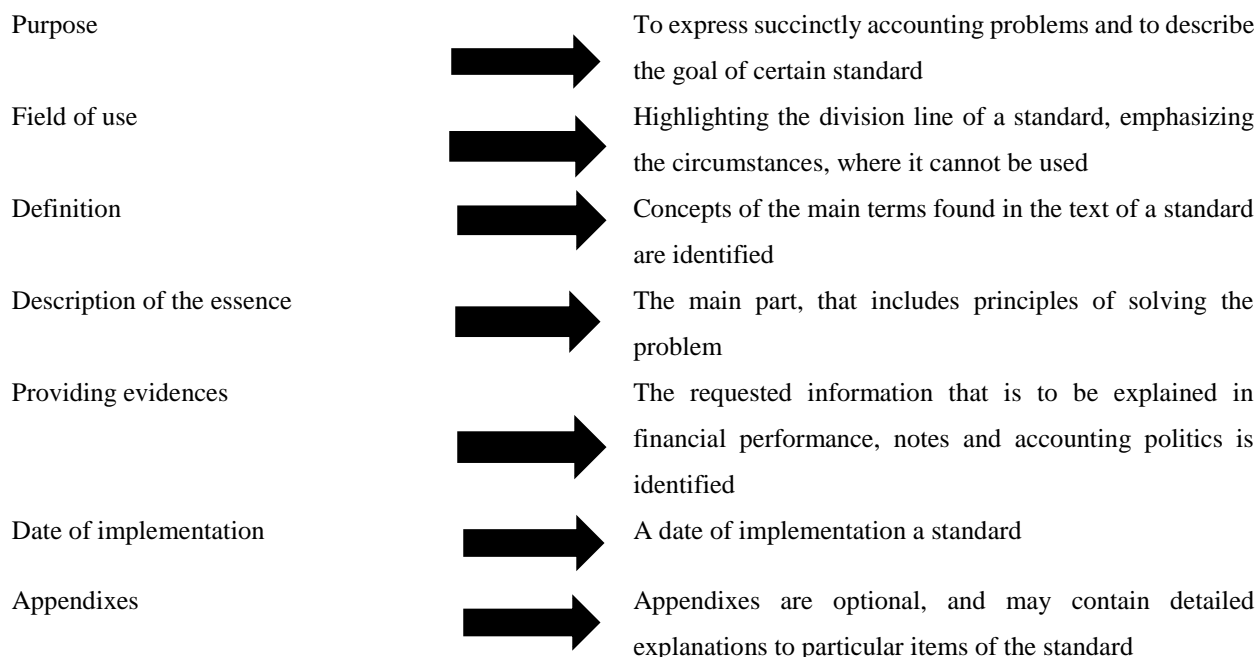 Purpose
To express succinctly accounting problems and to describe
the goal of certain standard
Field of use
Highlighting the division line of a standard, emphasizing
the circumstances, where it cannot be used
Definition
Concepts of the main terms found in the text of a standard
are identified
Description of the essence
The main part, that includes principles of solving the
problem
Providing evidences
The requested information that is to be explained in
financial performance, notes and accounting politics is
identified
Date of implementation
A date of implementation a standard
Appendixes
Appendixes are optional, and may contain detailed
explanations to particular items of the standard